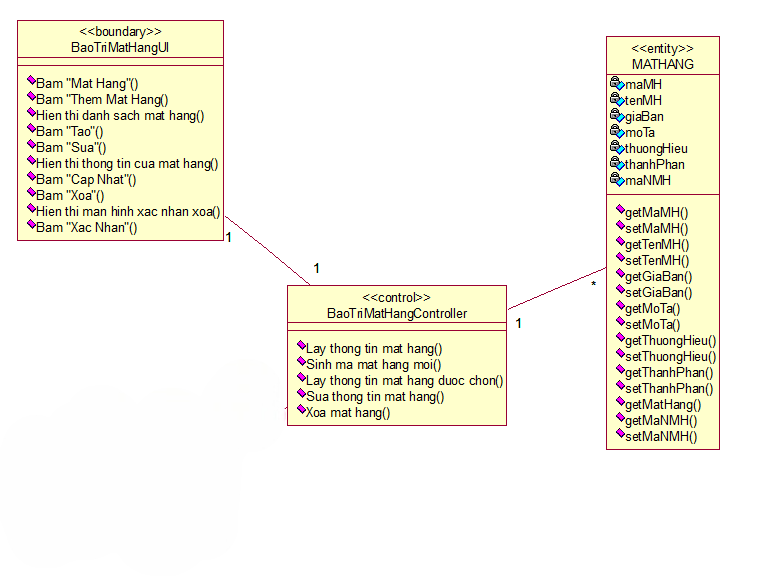 <<boundary>>
BaoTriMatHangUI
Bam "Mat Hang"()
Bam "Them Mat Hang()
Hien thi danh sach mat hang()
Bam "Tao"()
Bam "Sua"()
Hien thi thong tin cua mat hang()
Bam "Cap Nhat"()
Bam "Xoa"()
Hien thi man hinh xac nhan xoa()
Bam "Xac Nhan"()
1
1
<<control>>
BaoTriMatHangController
Lay thong tin mat hang()
Sinh ma mat hang moi()
Lay thong tin mat hang duoc chon()
Sua thong tin mat hang()
Xoa mat hang()
1
*
<<entity>>
MATHANG
maMH
tenMH
giaBan
moTa
thuongHieu
thanhPhan
maNMH
getMaMH()
setMaMH()
getTenMH()
setTenMH()
getGiaBan()
setGiaBan()
getMoTa()
setMoTa()
getThuongHieu()
setThuongHieu()
getThanhPhan()
setThanhPhan()
getMatHang()
getMaNMH()
setMaNMH()